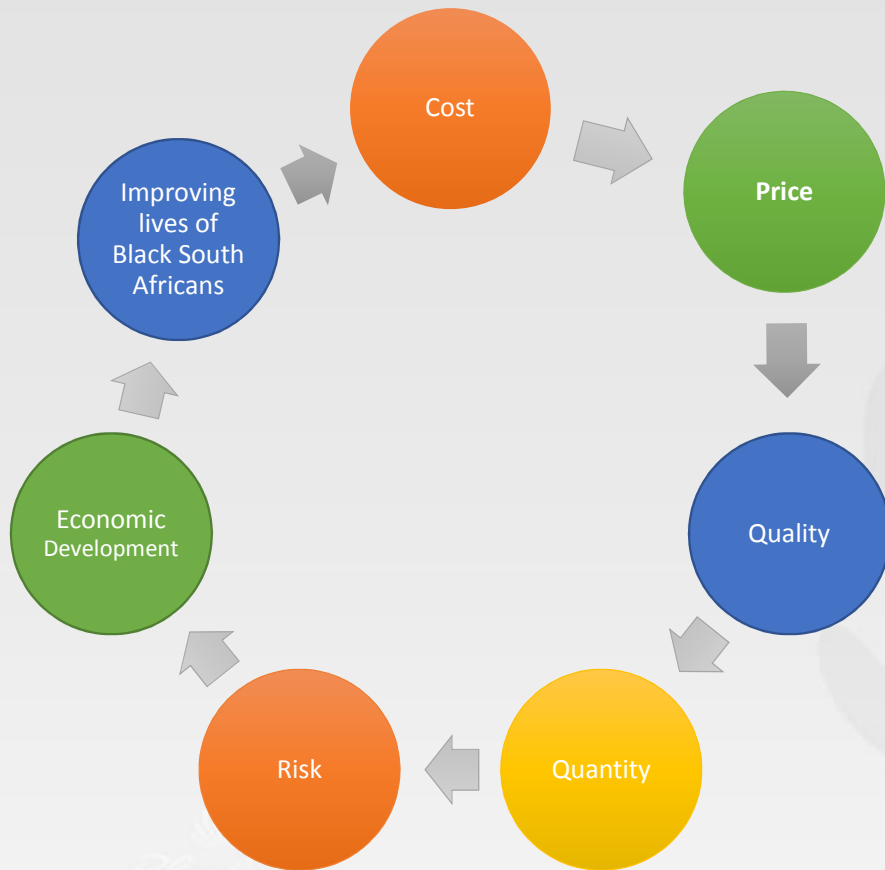 Cost
Price
Quality
Quantity
Risk
Economic
Development
Improving
lives of
Black South
Africans